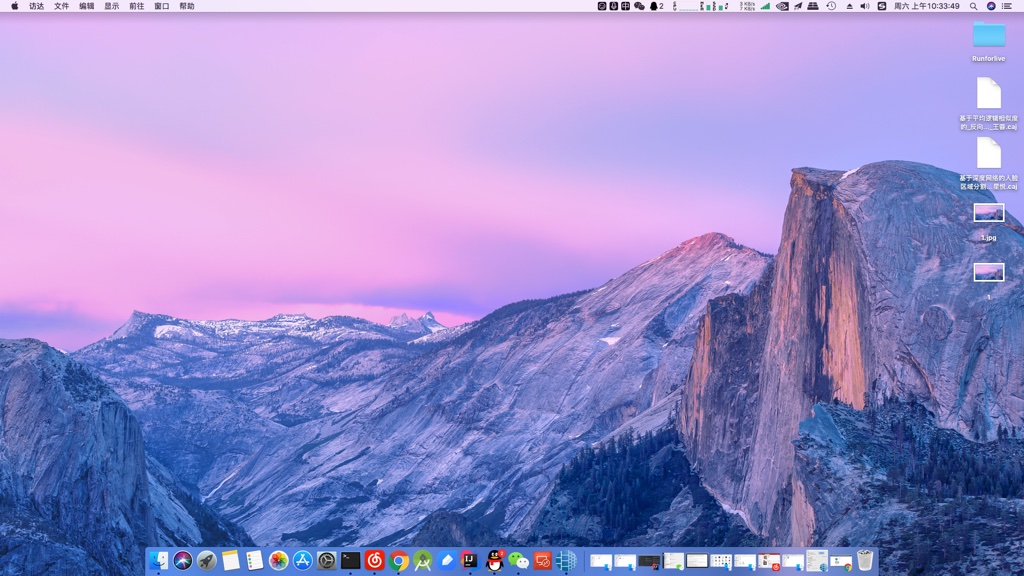 访达 文件 编辑 显示 前往 窗口 帮助
2
周六 上午10:33:49
Runforlive
基于平均逻辑相似度
的_反向..._王蓉.caj
基于深度网络的人脸
区域分割...星悦.caj
1.jpg
1
IJ